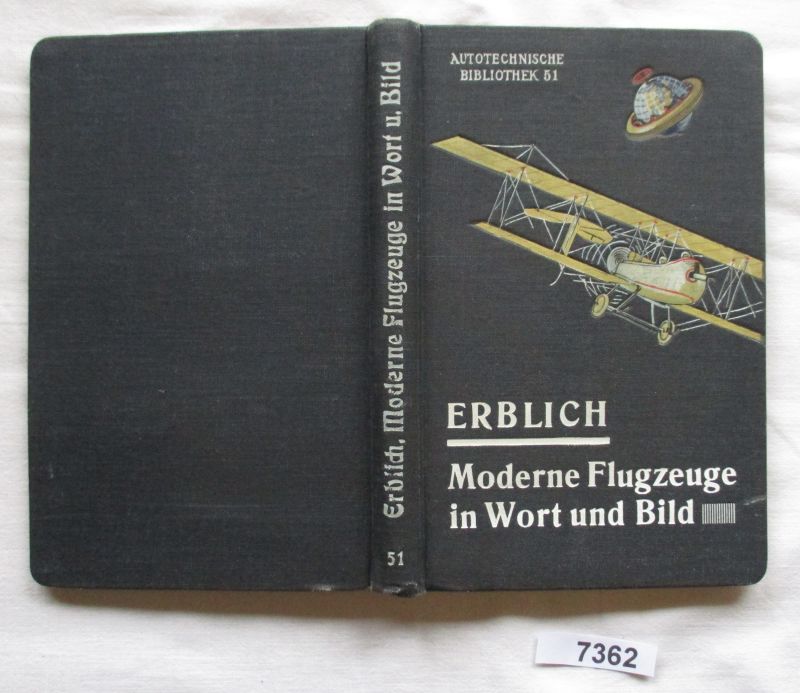 AUTOTECHNISCHE
BIBLIOTHEK 51
ERBLICH
Moderne Flugzeuge
in Wort und Bild
Erblich, Moderne Flugzeuge in Wort u. Bild
51
7362